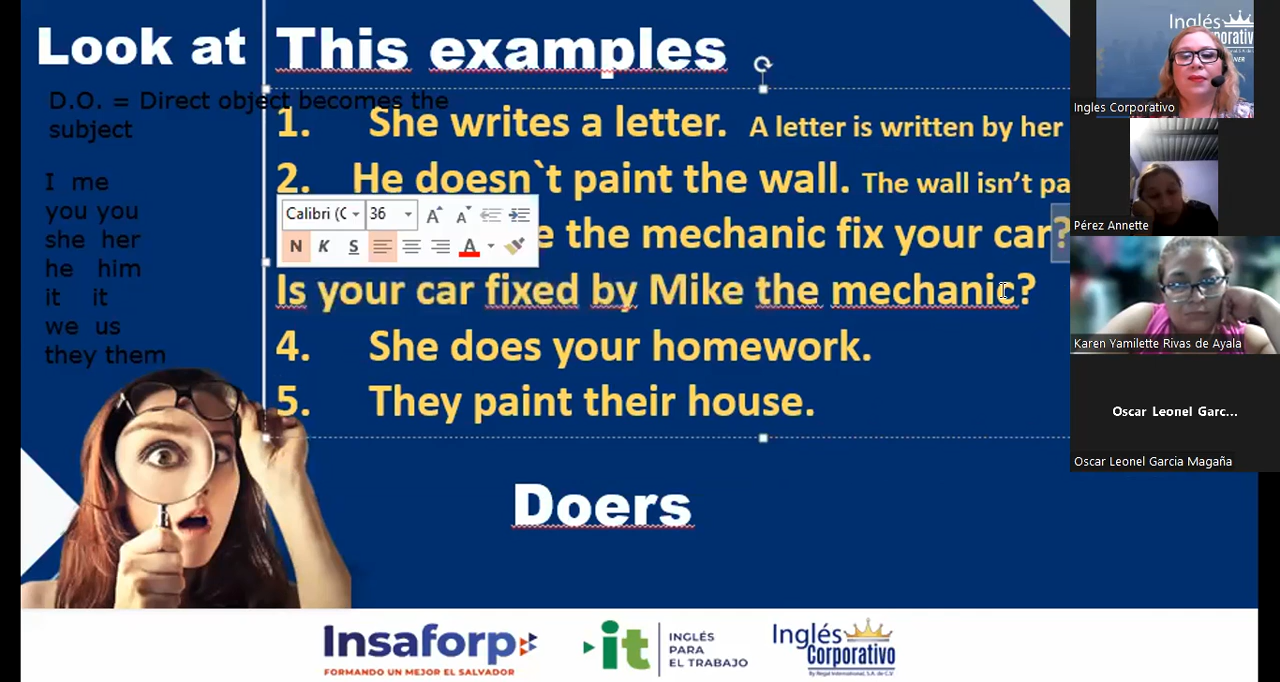 Look at
This examples
D.O. = Direct object becomes the
subject
I me
you you
she her
he him
it it
we us
they them
1. She writes a letter. A letter is written by her
2. He doesn`t paint the wall. The wall isn't pa
e the mechanic fix your car?
Is your car fixed by Mike the mechanic?
4. She does your homework.
5. They paint their house.
Calibri (C 36
N K S A
Doers
Insaforp
FORMANDO UN MEJOR EL SALVADOR
it
INGLÉS
PARA
EL TRABAJO
Inglés
Corporativo
By Regal International, S.A. de C.V
Inglés
Ingles Corporativo
Pérez Annette
Karen Yamilette Rivas de Ayala
Oscar Leonel Garc...
Oscar Leonel Garcia Magaña